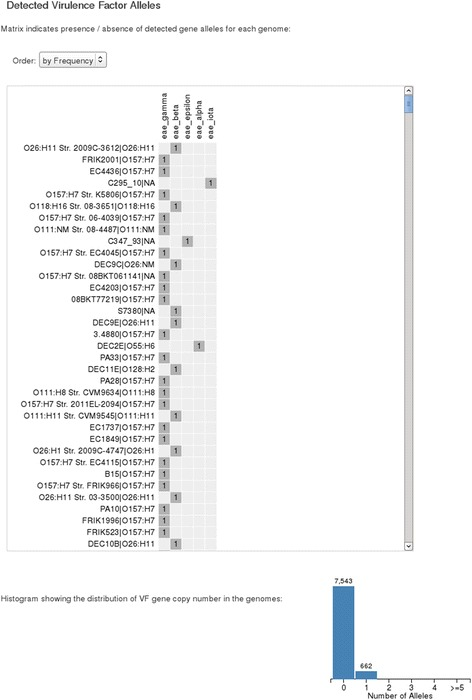 Detected Virulence Factor Alleles
Matrix indicates presence / absence of detected gene alleles for each genome:
Order: by Frequency
eae_gamma
eae_beta
eae_epsilon
eae_alpha
eae_iota
O26:H11 Str. 2009C-3612|O26:H11 1
FRIK2001|O157:H7 1
EC4436|O157:H7 1
C295_10|NA 1
O157:H7 Str. K5806|O157:H7 1
O118:H16 Str. 08-3651|O118:H16 1
O157:H7 Str. 06-4039|O157:H7 1
O111:NM Str. 08-4487|O111:NM 1
C347_93|NA 1
O157:H7 Str. EC4045|O157:H7 1
DEC9C|O26:NM 1
O157:H7 Str. 08BKT061141|NA 1
EC4203|O157:H7 1
08BKT77219|O157:H7 1
S7380|NA 1
DEC9E|O26:H11 1
3.4880|O157:H7 1
DEC2E|O55:H6 1
PA33|O157:H7 1
DEC11E|O128:H2 1
PA28|O157:H7 1
O111:H8 Str. CVM9634|O111:H8 1
O157:H7 Str. 2011EL-2094|O157:H7 1
O111:H11 Str. CVM9545|O111:H11 1
EC1737|O157:H7 1
EC1849|O157:H7 1
O26:H1 Str. 2009C-4747|O26:H1 1
O157:H7 Str. EC4115|O157:H7 1
B15|O157:H7 1
O157:H7 Str. FRIK966|O157:H7 1
O26:H11 Str. 03-3500|O26:H11 1
PA10|O157:H7 1
FRIK1996|O157:H7 1
FRIK523|O157:H7 1
DEC10B|O26:H11 1
Histogram showing the distribution of VF gene copy number in the genomes:
7,543
662
0 1 2 3 4 >=5
Number of Alleles